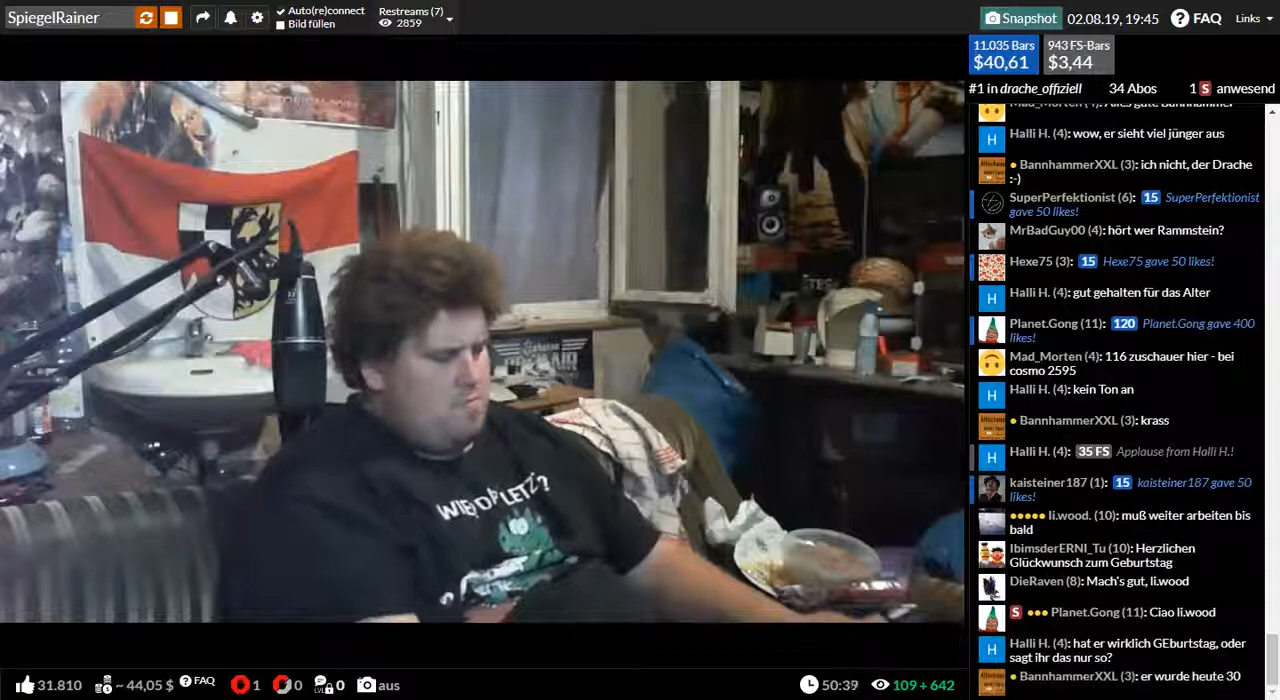 SpiegelRainer
Auto(re)connect
Bild füllen
Restreams (7)
2859
Snapshot
02.08.19, 19:45
FAQ
Links
11.035 Bars
$40,61
943 FS-Bars
$3,44
#1 in drache_offiziell
34 Abos
1 S anwesend
Mad_Morten (4): Alles gute Bannhammer
Halli H. (4): wow, er sieht viel jünger aus
BannhammerXXL (3): ich nicht, der Drache
:-)
SuperPerfektionist (6): 15 SuperPerfektionist
gave 50 likes!
MrBadGuy00 (4): hört wer Rammstein?
Hexe75 (3): 15 Hexe75 gave 50 likes!
Halli H. (4): gut gehalten für das Alter
Planet.Gong (11): 120 Planet.Gong gave 400
likes!
Mad_Morten (4): 116 zuschauer hier - bei
cosmo 2595
Halli H. (4): kein Ton an
BannhammerXXL (3): krass
Halli H. (4): 35 FS Applause from Halli H.!
kaisteiner187 (1): 15 kaisteiner187 gave 50
likes!
li.wood. (10): muß weiter arbeiten bis
bald
IbimsderERNI_Tu (10): Herzlichen
Glückwunsch zum Geburtstag
DieRaven (8): Mach's gut, li.wood
S Planet.Gong (11): Ciao li.wood
Halli H. (4): hat er wirklich GEburtstag, oder
sagt ihr das nur so?
BannhammerXXL (3): er wurde heute 30
31.810
~ 44,05 $
FAQ
1
0
aus
50:39
109 + 642